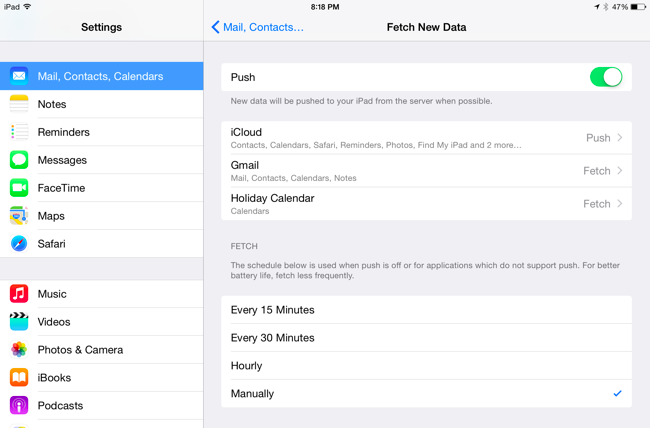 iPad 8:18 PM 47%
Settings
Mail, Contacts, Calendars
Notes
Reminders
Messages
FaceTime
Maps
Safari
Music
Videos
Photos & Camera
iBooks
Podcasts
Mail, Contacts… Fetch New Data
Push
New data will be pushed to your iPad from the server when possible.
iCloud
Contacts, Calendars, Safari, Reminders, Photos, Find My iPad and 2 more…
Push
Gmail
Mail, Contacts, Calendars, Notes
Fetch
Holiday Calendar
Calendars
Fetch
FETCH
The schedule below is used when push is off or for applications which do not support push. For better
battery life, fetch less frequently.
Every 15 Minutes
Every 30 Minutes
Hourly
Manually